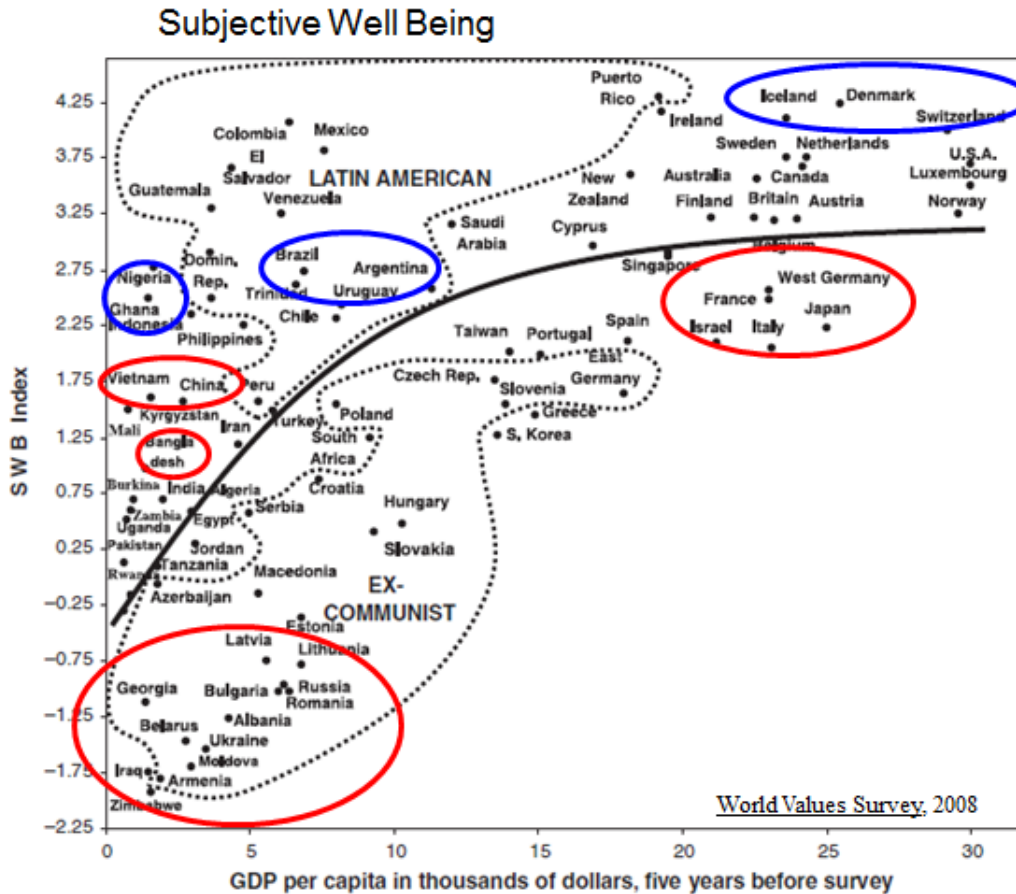 Subjective Well Being
4.25
3.75
3.25
2.75
2.25
1.75
1.25
0.75
0.25
−0.25
−0.75
−1.25
−1.75
−2.25
SWB Index
Puerto
Rico
Iceland
Denmark
Ireland
Switzerland
Colombia
Mexico
Sweden
Netherlands
El
Salvador
U.S.A.
LATIN AMERICAN
Australia
Canada
Luxembourg
Guatemala
Venezuela
New
Zealand
Finland
Britain
Austria
Norway
Saudi
Arabia
Cyprus
Belgium
Domin.
Rep.
Brazil
Argentina
Singapore
Nigeria
Trinidad
Uruguay
West Germany
France
Japan
Ghana
Indonesia
Chile
Philippines
Taiwan
Portugal
Spain
Israel
Italy
Vietnam
China
Peru
Czech Rep.
East
Germany
Slovenia
Kyrgyzstan
Turkey
Poland
Greece
Mali
Iran
South
Africa
S. Korea
Bangla
desh
Burkina
India
Algeria
Croatia
Zambia
Uganda
Egypt
Serbia
Hungary
Pakistan
Jordan
Slovakia
Rwanda
Tanzania
Macedonia
Azerbaijan
EX-
COMMUNIST
Estonia
Latvia
Lithuania
Georgia
Bulgaria
Russia
Romania
Belarus
Albania
Ukraine
Iraq
Moldova
Armenia
Zimbabwe
World Values Survey, 2008
0 5 10 15 20 25 30
GDP per capita in thousands of dollars, five years before survey